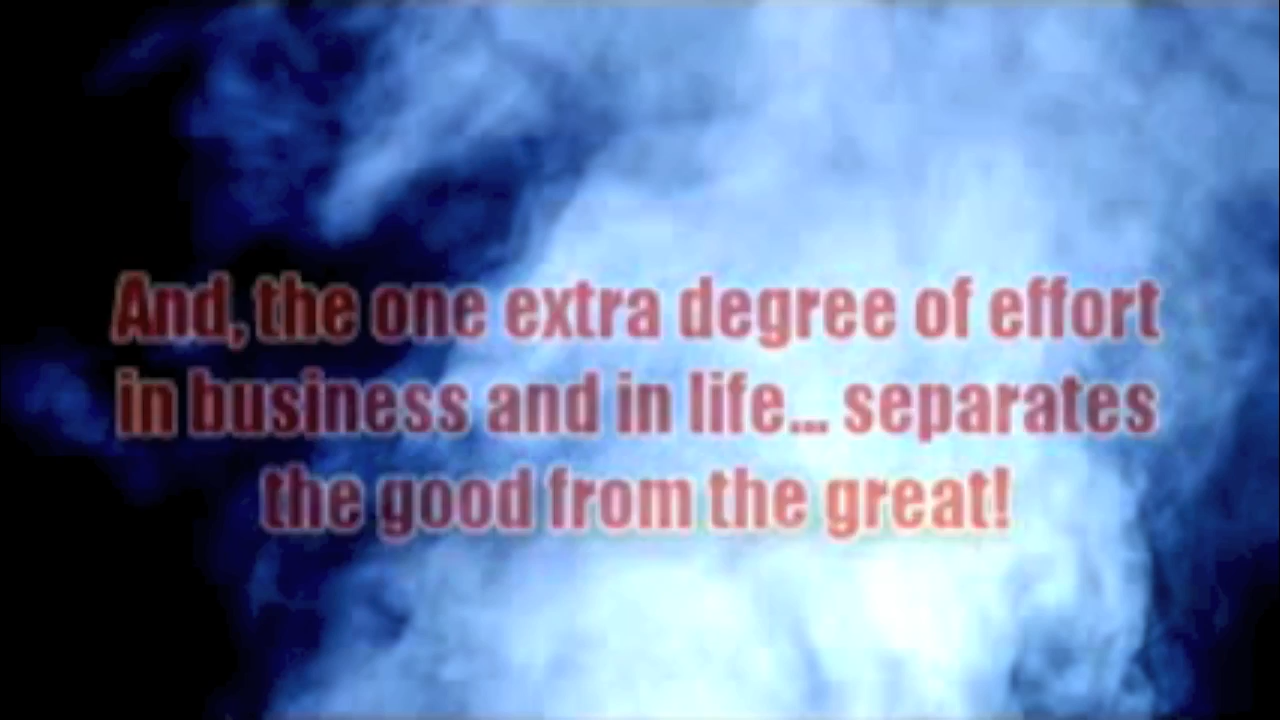 And, the one extra degree of effort
in business and in life... separates
the good from the great!